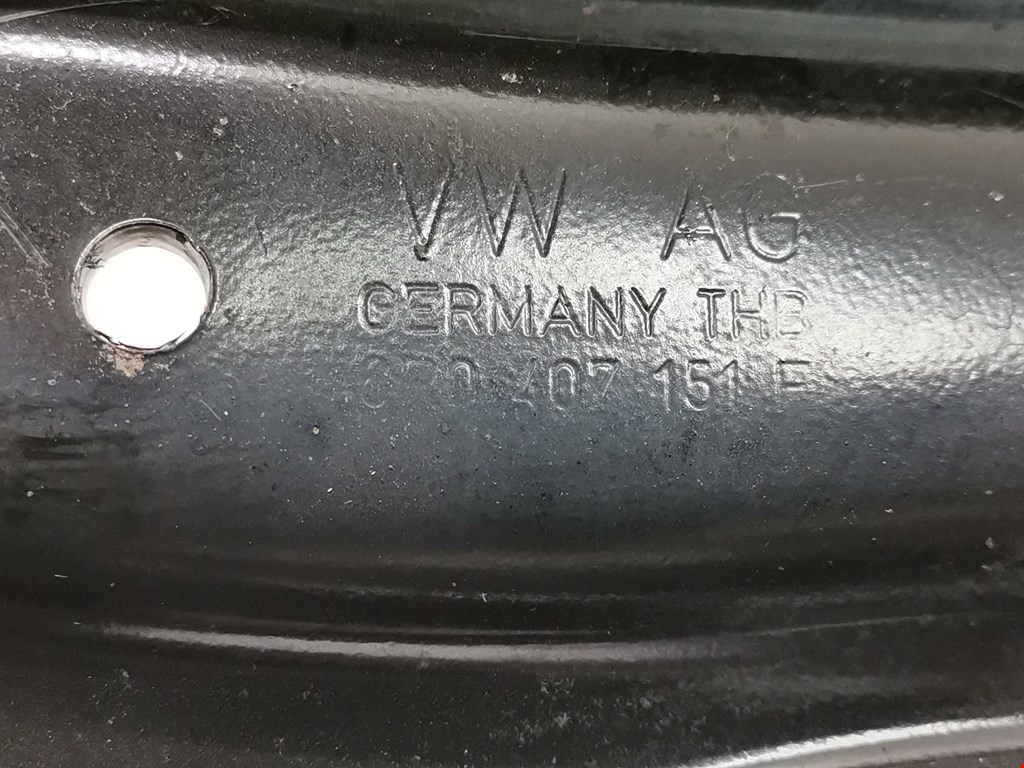 VW AG
GERMANY THB
407 151 F